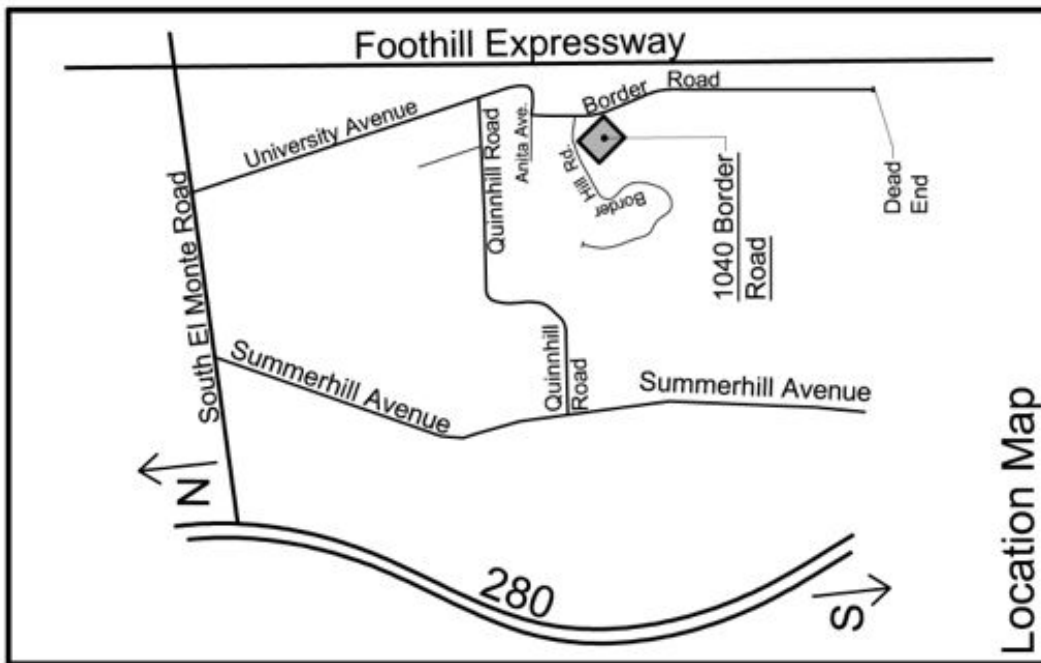 Foothill Expressway
Border Road
University Avenue
Anita Ave.
Quinnhill Road
Hill Rd.
Border
Dead
End
South El Monte Road
1040 Border
Road
Summerhill Avenue
Quinnhill
Road
Summerhill Avenue
N
280
S
Location Map